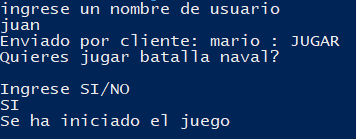 ingrese un nombre de usuario
juan
Enviado por cliente: mario : JUGAR
Quieres jugar batalla naval?
Ingrese SI/NO
SI
Se ha iniciado el juego